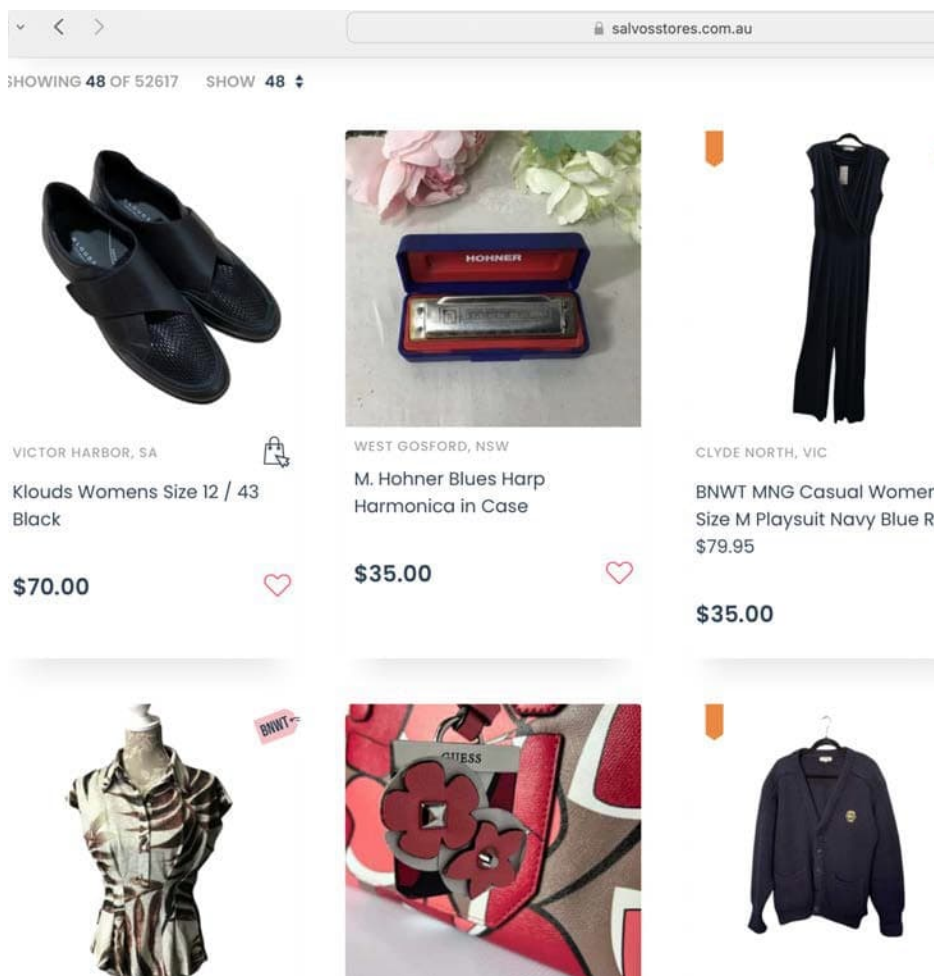 salvosstores.com.au
SHOWING 48 OF 52617 SHOW 48
HOHNER
VICTOR HARBOR, SA
Klouds Womens Size 12 / 43
Black
$70.00
WEST GOSFORD, NSW
M. Hohner Blues Harp
Harmonica in Case
$35.00
CLYDE NORTH, VIC
BNWT MNG Casual
Size M Playsuit Navy Blue
$79.95
$35.00
BNWT
GUESS